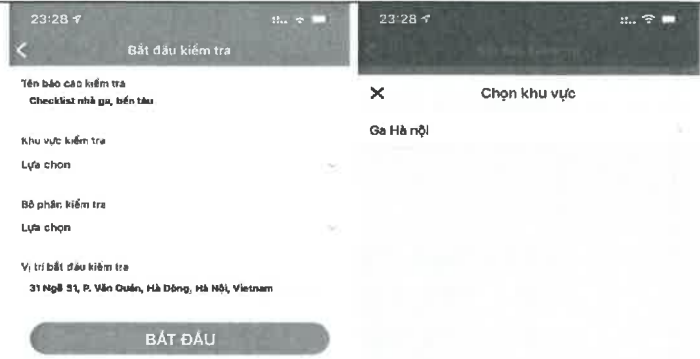 23:28
Bắt đầu kiểm tra
Tên báo cáo kiểm tra
Checklist nhà ga, bến tàu
Khu vực kiểm tra
Lựa chọn
Bộ phận kiểm tra
Lựa chọn
Vị trí bắt đầu kiểm tra
31 Ngõ 51, P. Văn Quán, Hà Đông, Hà Nội, Vietnam
BẮT ĐẦU
23:28
Chọn khu vực
Ga Hà nội